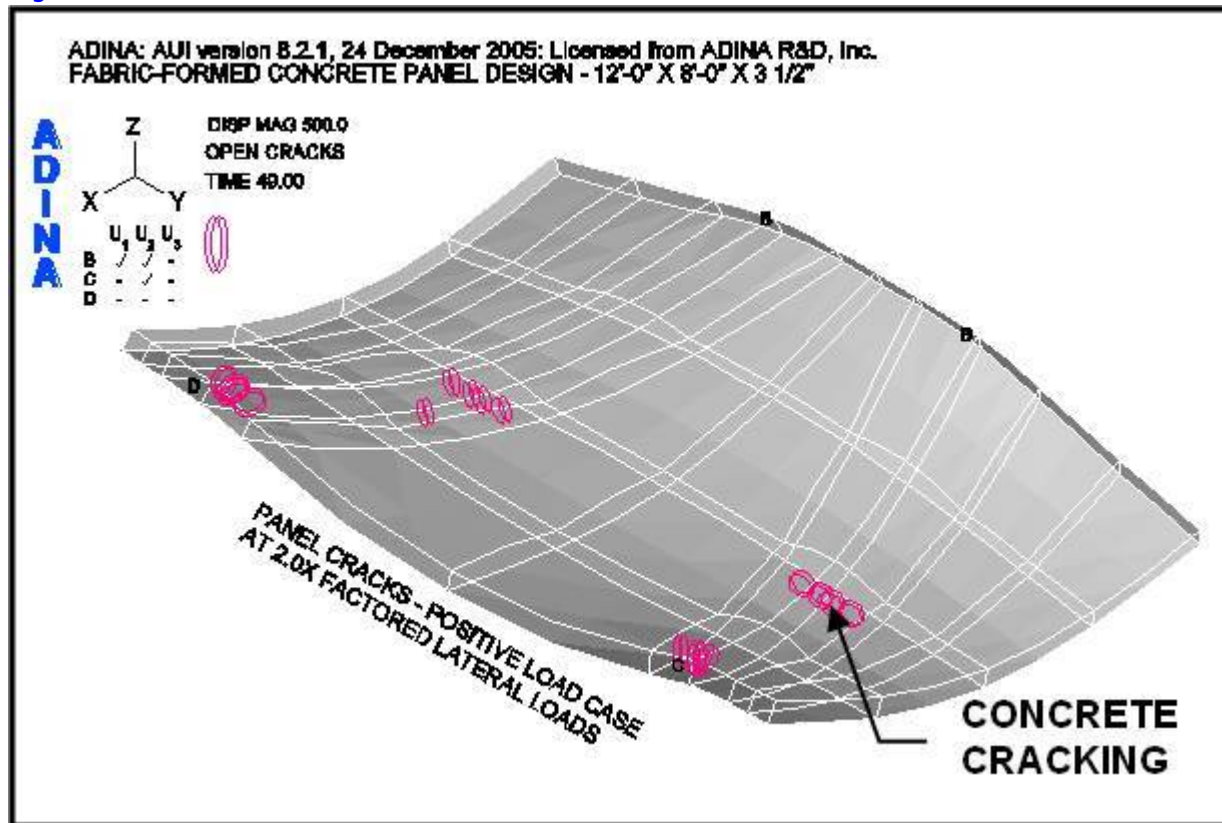 ADINA: AUI version 8.2.1, 24 December 2005: Licensed from ADINA R&D, Inc.
FABRIC-FORMED CONCRETE PANEL DESIGN - 12'-0" X 8'-0" X 3 1/2"
ADINA
Z
X
Y
DISP MAG 500.0
OPEN CRACKS
TIME 49.00
U1 U2 U3
B / / -
C - / -
D - - -
B
D
D
C
PANEL CRACKS - POSITIVE LOAD CASE
AT 2.0X FACTORED LATERAL LOADS
CONCRETE
CRACKING